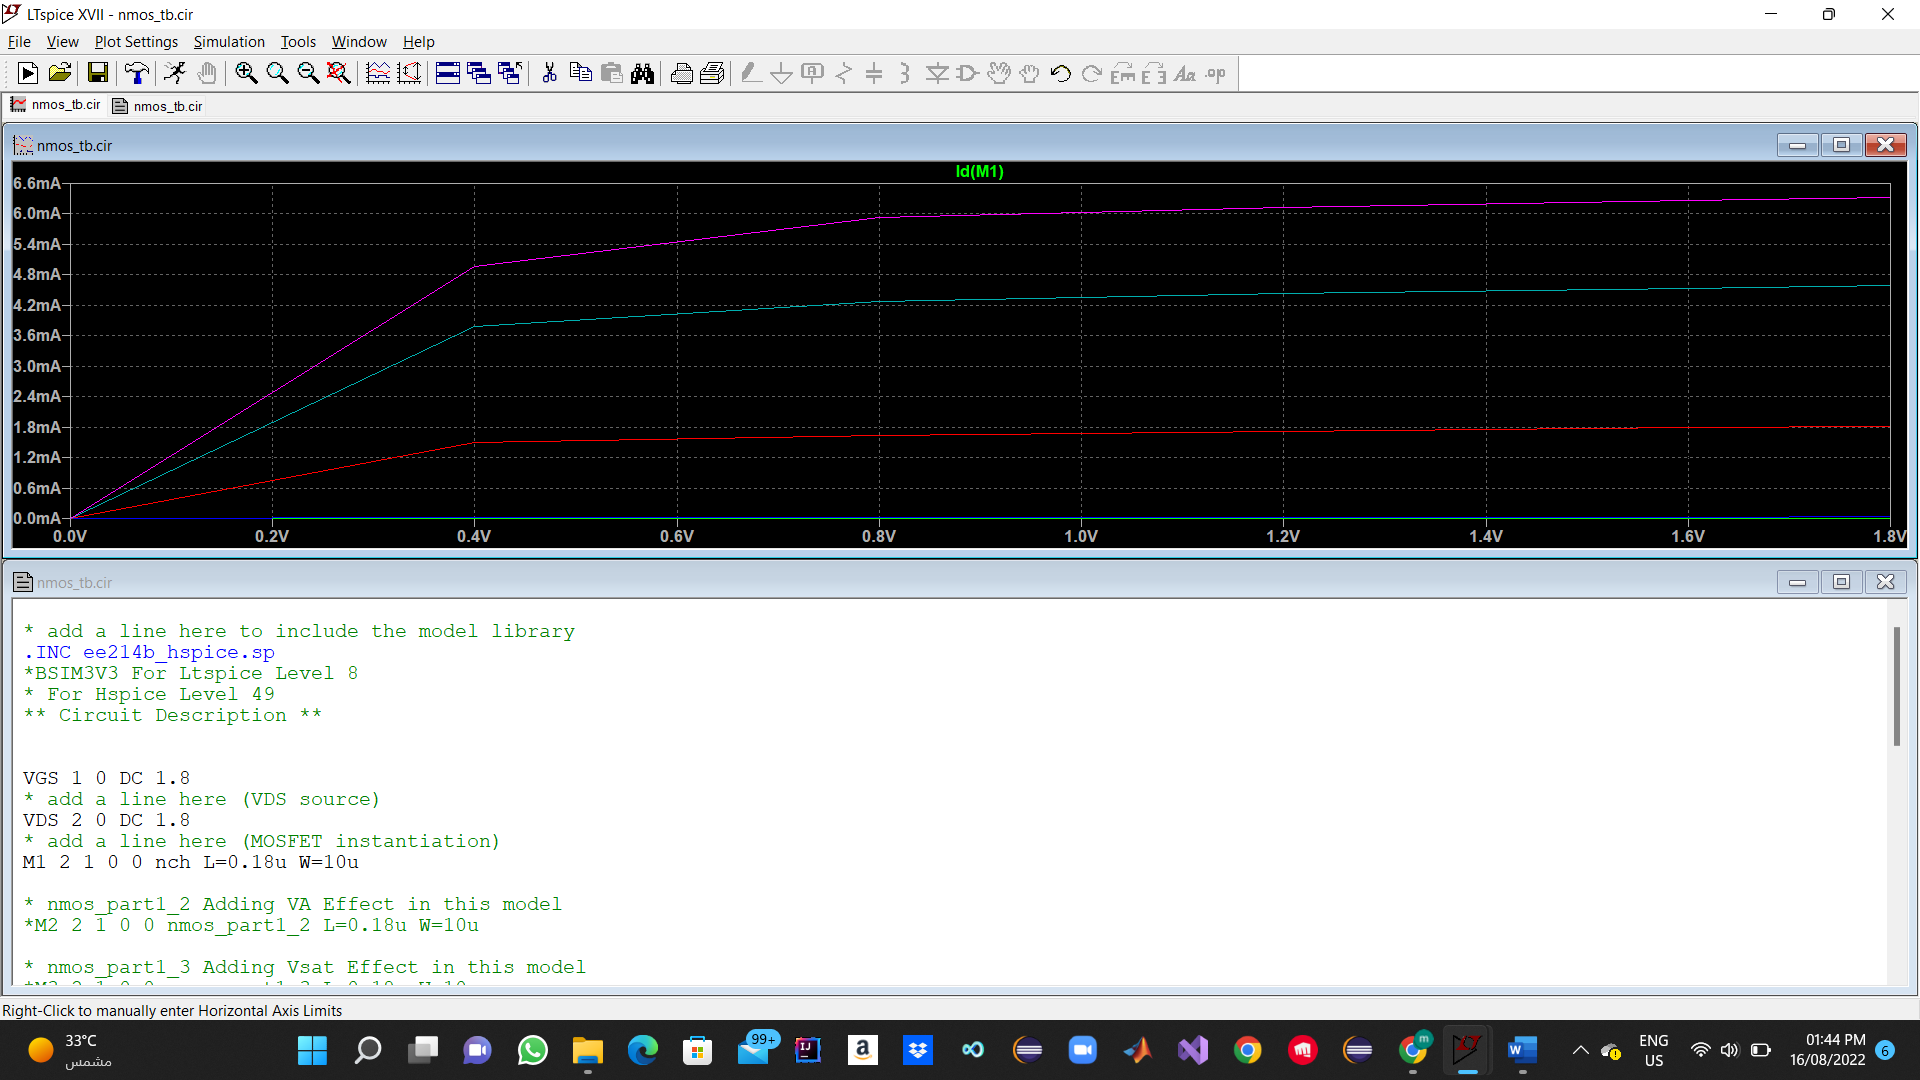 LTspice XVII - nmos_tb.cir
File View Plot Settings Simulation Tools Window Help
nmos_tb.cir nmos_tb.cir
nmos_tb.cir
Id(M1)
6.6mA
6.0mA
5.4mA
4.8mA
4.2mA
3.6mA
3.0mA
2.4mA
1.8mA
1.2mA
0.6mA
0.0mA
0.0V 0.2V 0.4V 0.6V 0.8V 1.0V 1.2V 1.4V 1.6V 1.8V
nmos_tb.cir
* add a line here to include the model library
.INC ee214b_hspice.sp
*BSIM3V3 For Ltspice Level 8
* For Hspice Level 49
** Circuit Description **
VGS 1 0 DC 1.8
* add a line here (VDS source)
VDS 2 0 DC 1.8
* add a line here (MOSFET instantiation)
M1 2 1 0 0 nch L=0.18u W=10u
* nmos_part1_2 Adding VA Effect in this model
*M2 2 1 0 0 nmos_part1_2 L=0.18u W=10u
* nmos_part1_3 Adding Vsat Effect in this model
Right-Click to manually enter Horizontal Axis Limits
33°C
مشمس
99+
ENG
US
01:44 PM
16/08/2022
6